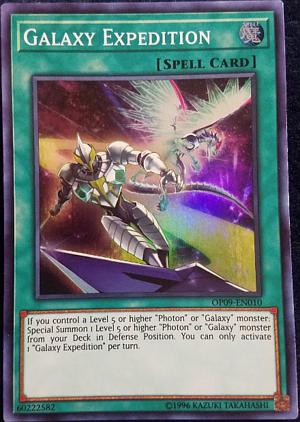 GALAXY EXPEDITION
[SPELL CARD]
OP09-EN010
If you control a Level 5 or higher "Photon" or "Galaxy" monster:
Special Summon 1 Level 5 or higher "Photon" or "Galaxy" monster
from your Deck in Defense Position. You can only activate
1 "Galaxy Expedition" per turn.
60222582
©1996 KAZUKI TAKAHASHI